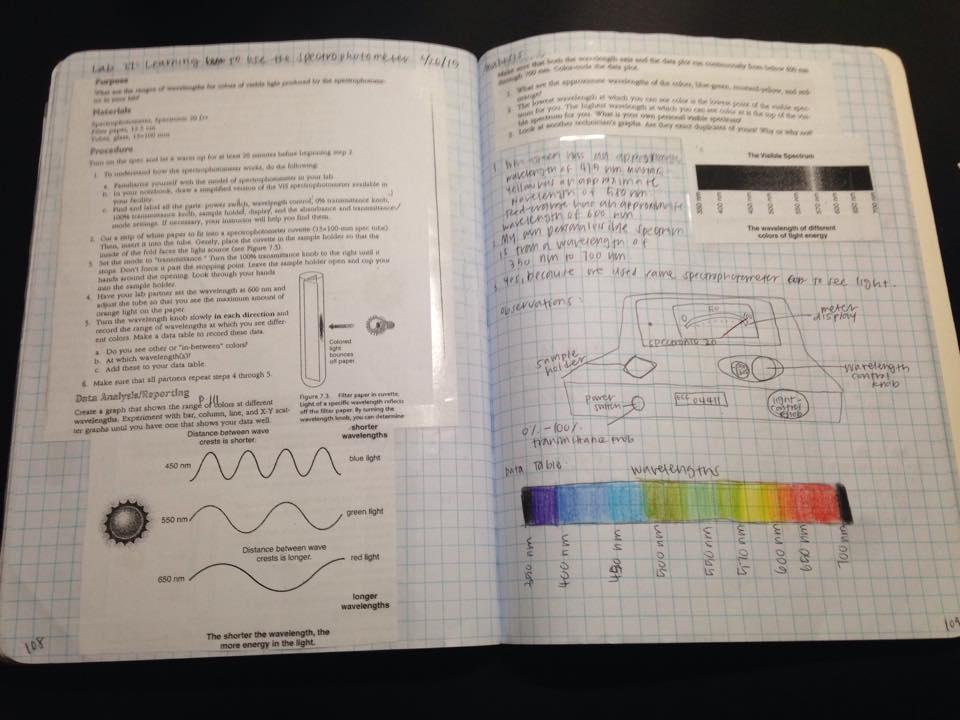 Lab II: Learning how to use the spectrophotometer 4/26/15
Purpose
What are the ranges of wavelengths for colors of visible light produced by the spectrophotometer in your lab?
Materials
Spectrophotometer, Spectronic 20 D+
Filter paper, 12.5 cm
Tubes, glass, 13×100 mm
Procedure
Turn on the spec and let it warm up for at least 20 minutes before beginning step 2.
1. To understand how the spectrophotometer works, do the following:
a. Familiarize yourself with the model of spectrophotometer in your lab.
b. In your notebook, draw a simplified version of the VIS spectrophotometer available in
your facility.
c. Find and label all the parts: power switch, wavelength control, 0% transmittance knob,
100% transmittance knob, sample holder, display, and the absorbance and transmittance
mode settings. If necessary, your instructor will help you find them.
2. Cut a strip of white paper to fit into a spectrophotometer cuvette (13×100-mm spec tube).
Then, insert it into the tube. Gently, place the cuvette in the sample holder so that the
inside of the fold faces the light source (see Figure 7.3).
3. Set the mode to "transmittance." Turn the 100% transmittance knob to the right until it
stops. Don't force it past the stopping point. Leave the sample holder open and cup your
hands around the opening. Look through your hands
into the sample holder.
4. Have your lab partner set the wavelength at 600 nm and
adjust the tube so that you see the maximum amount of
orange light on the paper.
5. Turn the wavelength knob slowly in each direction and
record the range of wavelengths at which you see differ-
ent colors. Make a data table to record these data.
a. Do you see other or "in-between" colors?
b. At which wavelength(s)?
c. Add these to your data table.
6. Make sure that all partners repeat steps 4 through 5.
Colored
light
bounces
off paper.
Figure 7.3. Filter paper in cuvette.
Light of a specific wavelength reflects
off the filter paper. By turning the
wavelength knob, you can determine
Data Analysis/Reporting
Create a graph that shows the range of colors at different
wavelengths. Experiment with bar, column, line, and X-Y scat-
ter graphs until you have one that shows your data well.
Distance between wave
crests is shorter.
shorter
wavelengths
450 nm
blue light
550 nm
green light
Distance between wave
crests is longer.
650 nm
red light
longer
wavelengths
The shorter the wavelength, the
more energy in the light.
108
Make sure that both the wavelength axis and the data plot run continuously from below 400 nm
through 700 nm. Color-code the data plot.
1. What are the approximate wavelengths of the colors, blue-green, mustard-yellow, and red-
orange?
2. The lowest wavelength at which you can see color is the lowest point of the visible spec-
trum for you. The highest wavelength at which you can see color is at the top of the visi-
ble spectrum for you. What is your own personal visible spectrum?
3. Look at another technician's graphs. Are they exact duplicates of yours? Why or why not?
1. blue-green has an approximate
wavelength of 475 nm mustard
yellow has an approximate
wavelength of 580 nm
red-orange has an approximate
wavelength of 600 nm
2. My own personal visible spectrum
is from a wavelength of
350 nm to 700 nm
3. Yes, because we used same spectrophotometer to see light.
The Visible Spectrum
350 nm
400 nm
450 nm
500 nm
550 nm
575 nm
600 nm
650 nm
700 nm
The wavelength of different
colors of light energy
Observations:
meter
display
spectronic 20
sample
holder
wavelength
control
knob
power
switch
light
control
knob
0%-100%
transmittance knob
Data Table
wavelengths
350 nm
400 nm
450 nm
500 nm
550 nm
570 nm
600 nm
650 nm
700 nm
109